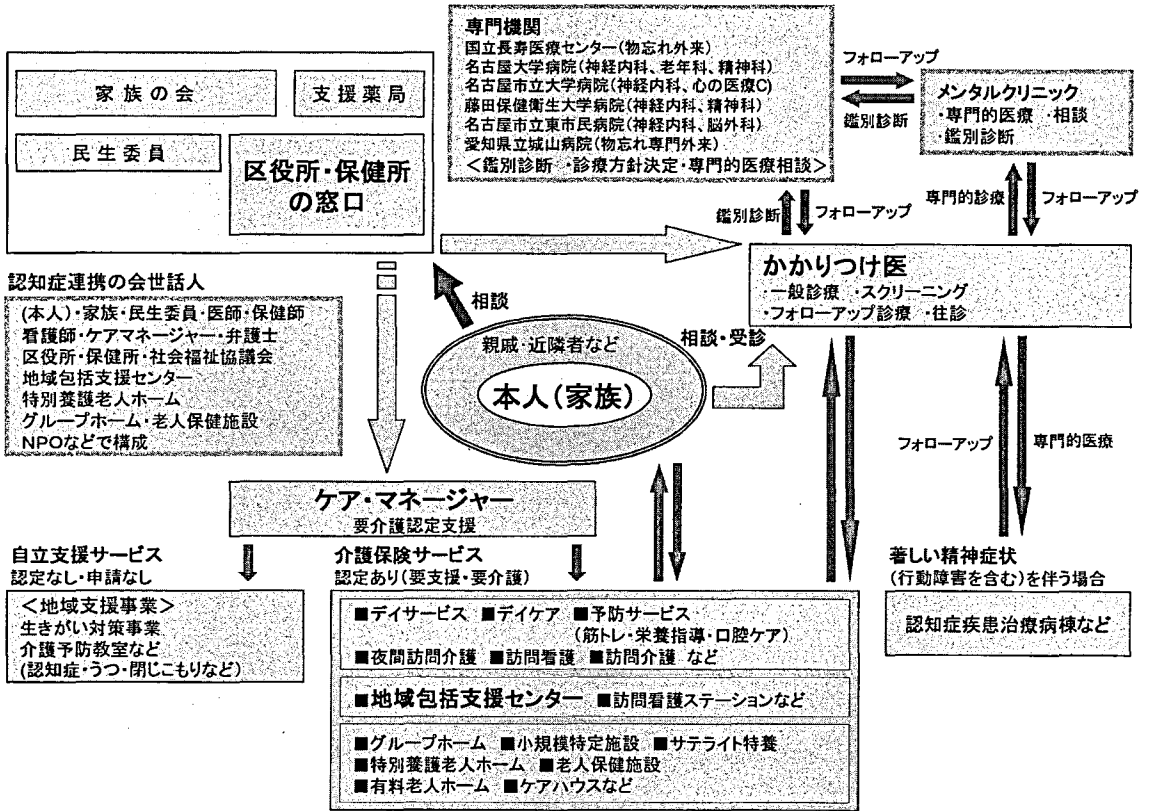 家族の会
支援薬局
民生委員
区役所・保健所
の窓口
専門機関
国立長寿医療センター(物忘れ外来)
名古屋大学病院(神経内科、老年科、精神科)
名古屋市立大学病院(神経内科、心の医療C)
藤田保健衛生大学病院(神経内科、精神科)
名古屋市立東市民病院(神経内科、脳外科)
愛知県立城山病院(物忘れ専門外来)
<鑑別診断 ・診療方針決定・専門的医療相談>
フォローアップ
鑑別診断
メンタルクリニック
・専門的医療 ・相談
・鑑別診断
鑑別診断
フォローアップ
専門的診療
フォローアップ
かかりつけ医
・一般診療 ・スクリーニング
・フォローアップ診療 ・往診
認知症連携の会世話人
(本人)・家族・民生委員・医師・保健師
看護師・ケアマネージャー・弁護士
区役所・保健所・社会福祉協議会
地域包括支援センター
特別養護老人ホーム
グループホーム・老人保健施設
NPOなどで構成
相談
親戚・近隣者など
本人(家族)
相談・受診
フォローアップ
専門的医療
ケア・マネージャー
要介護認定支援
自立支援サービス
認定なし・申請なし
<地域支援事業>
生きがい対策事業
介護予防教室など
(認知症・うつ・閉じこもりなど)
介護保険サービス
認定あり(要支援・要介護)
■デイサービス ■デイケア ■予防サービス
(筋トレ・栄養指導・口腔ケア)
■夜間訪問介護 ■訪問看護 ■訪問介護 など
■地域包括支援センター ■訪問看護ステーションなど
■グループホーム ■小規模特定施設 ■サテライト特養
■特別養護老人ホーム ■老人保健施設
■有料老人ホーム ■ケアハウスなど
著しい精神症状
(行動障害を含む)を伴う場合
認知症疾患治療病棟など